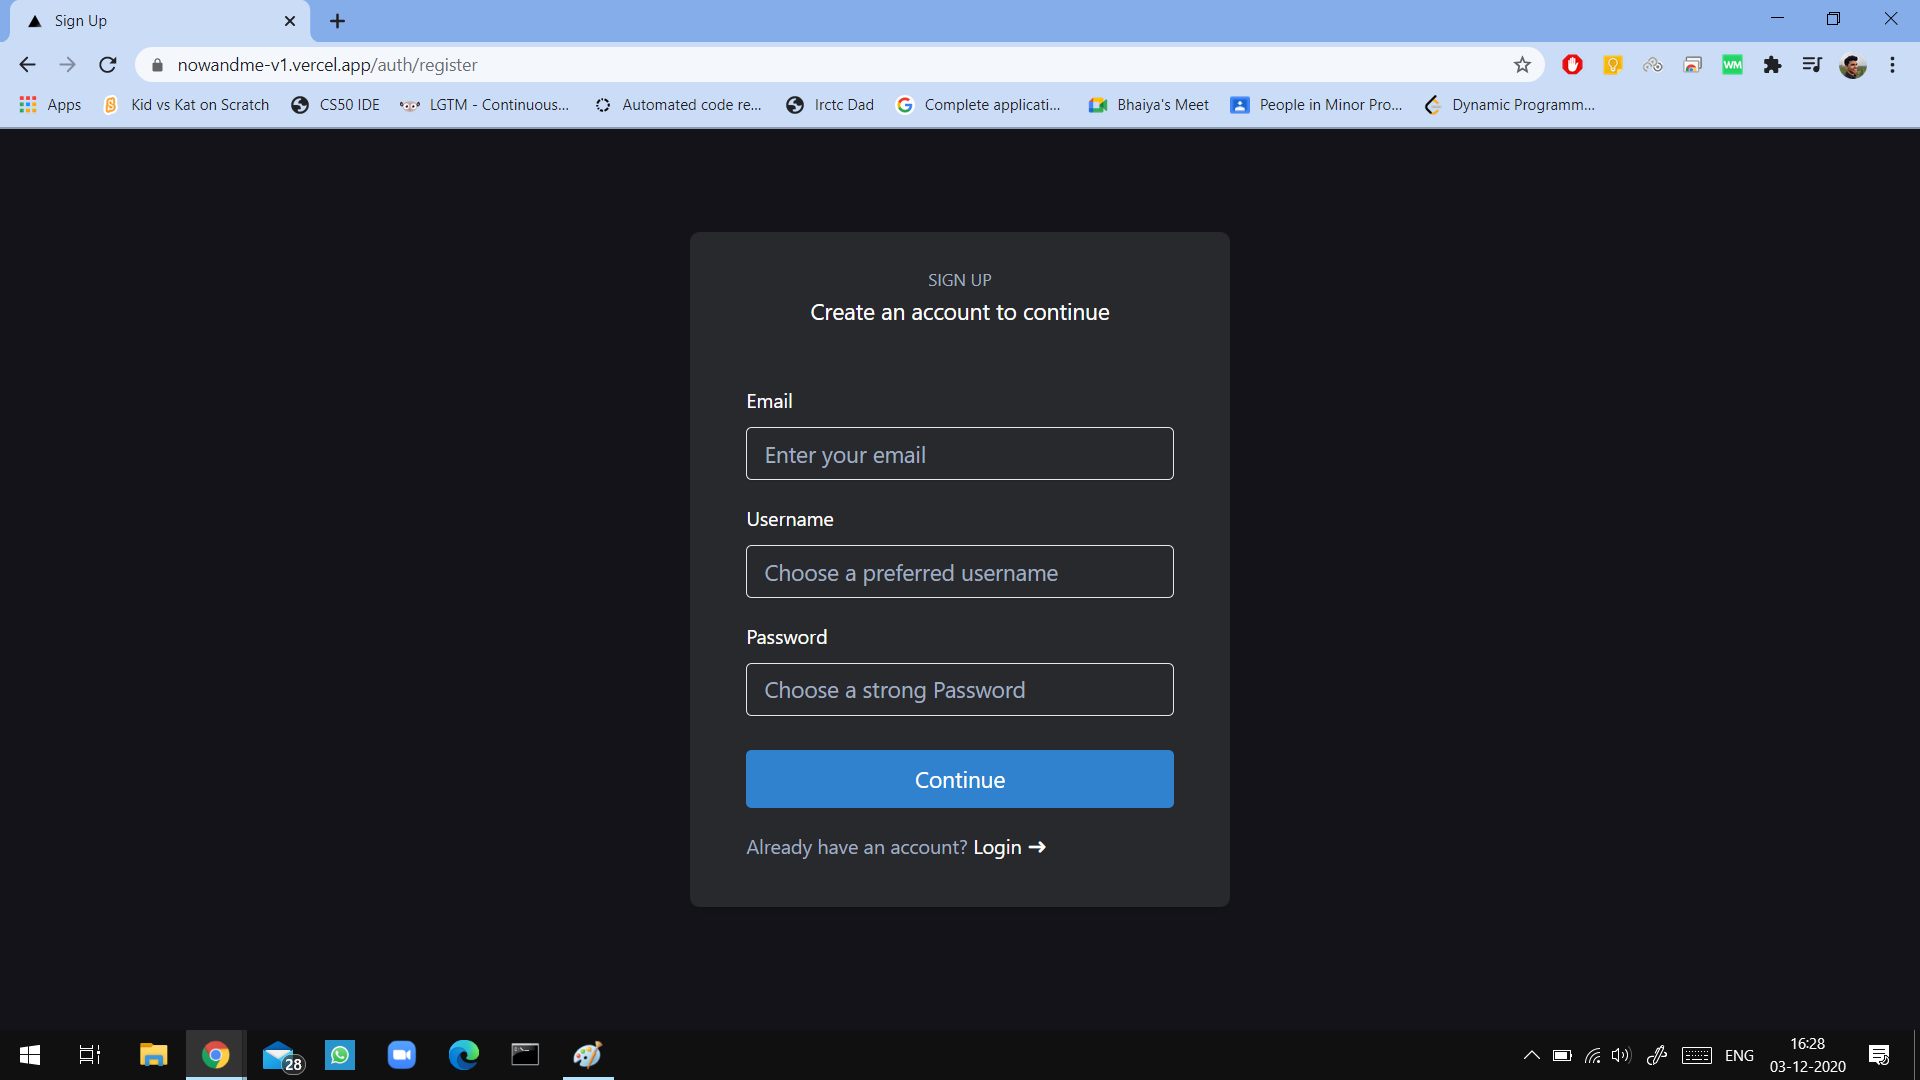 Sign Up
nowandme-v1.vercel.app/auth/register
WM
Apps
Kid vs Kat on Scratch
CS50 IDE
LGTM - Continuous...
Automated code re...
Irctc Dad
Complete applicati...
Bhaiya's Meet
People in Minor Pro...
Dynamic Programm...
SIGN UP
Create an account to continue
Email
Enter your email
Username
Choose a preferred username
Password
Choose a strong Password
Continue
Already have an account? Login →
28
ENG
16:28
03-12-2020